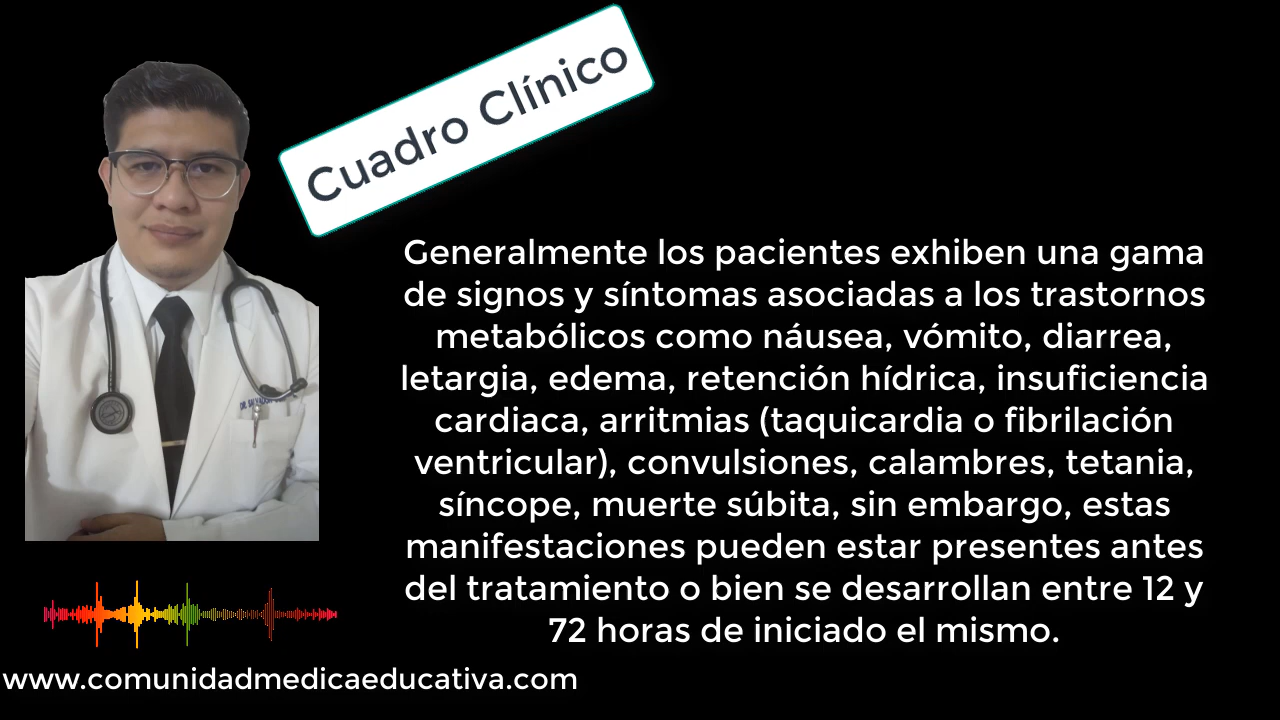 Cuadro Clínico
Generalmente los pacientes exhiben una gama
de signos y síntomas asociadas a los trastornos
metabólicos como náusea, vómito, diarrea,
letargia, edema, retención hídrica, insuficiencia
cardiaca, arritmias (taquicardia o fibrilación
ventricular), convulsiones, calambres, tetania,
síncope, muerte súbita, sin embargo, estas
manifestaciones pueden estar presentes antes
del tratamiento o bien se desarrollan entre 12 y
72 horas de iniciado el mismo.
DR. SALVADOR
www.comunidadmedicaeducativa.com